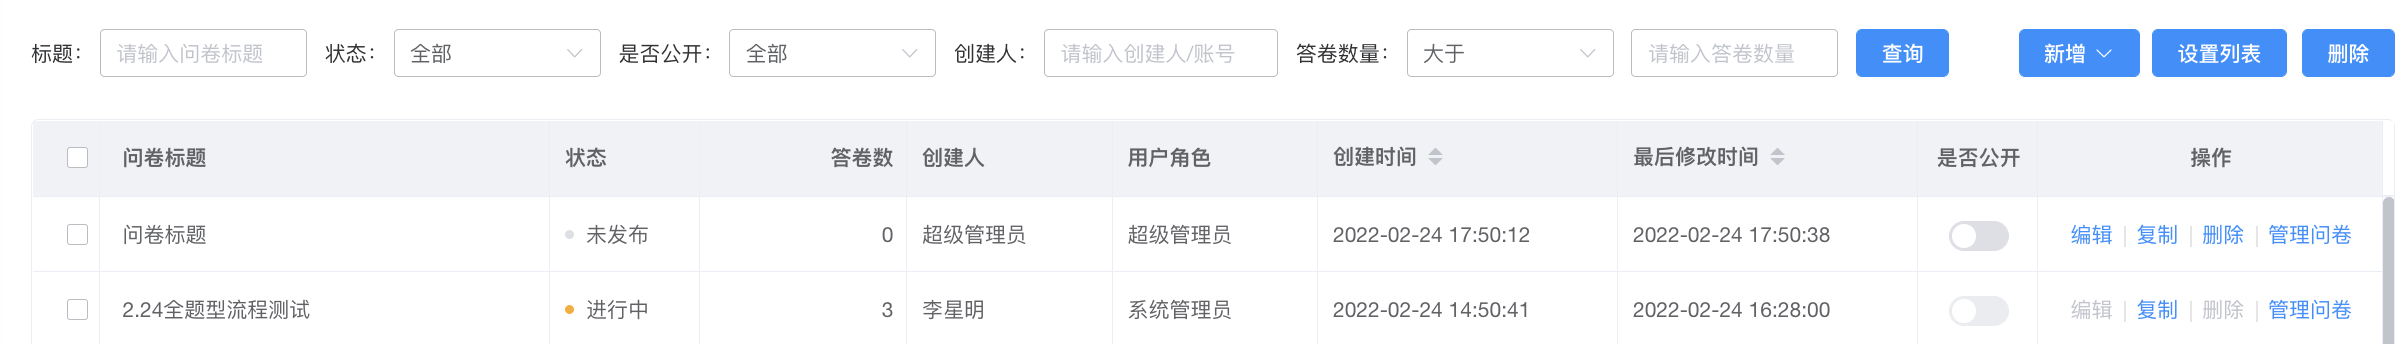 标题： 请输入问卷标题 状态： 全部 是否公开： 全部 创建人： 请输入创建人/账号 答卷数量： 大于 请输入答卷数量 查询 新增 设置列表 删除
问卷标题 状态 答卷数 创建人 用户角色 创建时间 最后修改时间 是否公开 操作
问卷标题 未发布 0 超级管理员 超级管理员 2022-02-24 17:50:12 2022-02-24 17:50:38 编辑 | 复制 | 删除 | 管理问卷
2.24全题型流程测试 进行中 3 李星明 系统管理员 2022-02-24 14:50:41 2022-02-24 16:28:00 编辑 | 复制 | 删除 | 管理问卷